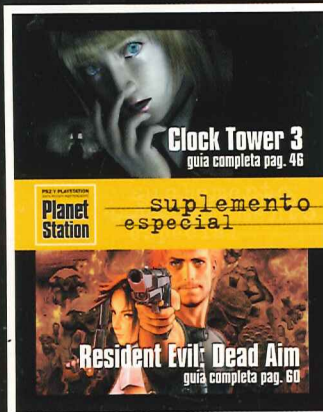 Clock Tower 3
guía completa pag. 46
PS2 Y PLAYSTATION
Planet
Station
suplemento
especial
Resident Evil: Dead Aim
guía completa pag. 60